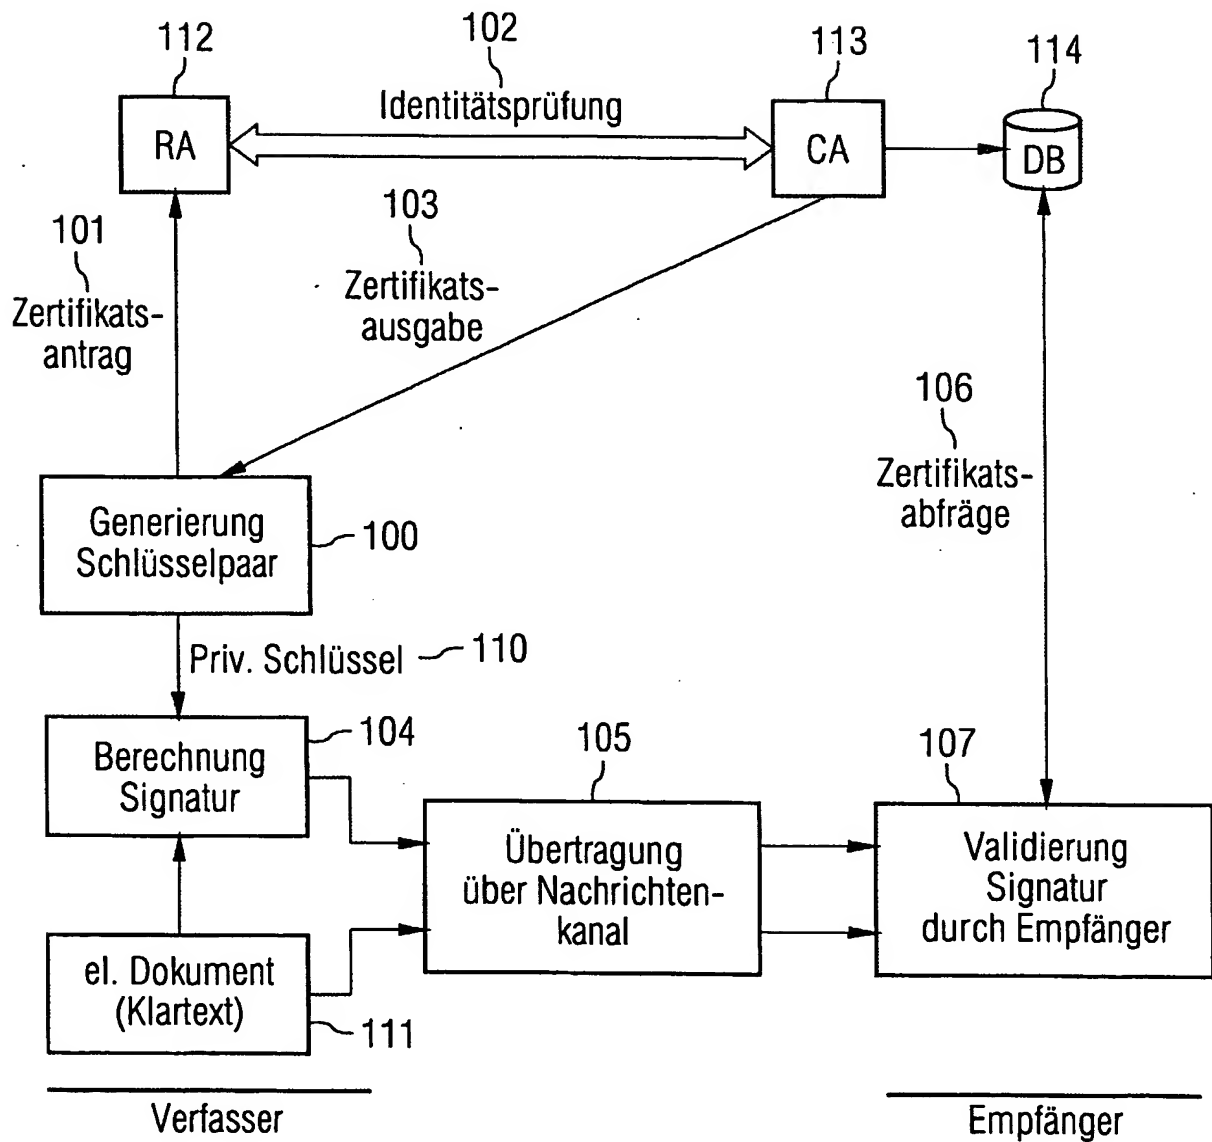 112
102
113
114
Identitätsprüfung
RA
CA
DB
101
Zertifikats-
antrag
103
Zertifikats-
ausgabe
106
Zertifikats-
abfräge
Generierung
Schlüsselpaar
100
Priv. Schlüssel
110
Berechnung
Signatur
104
105
107
Übertragung
über Nachrichten-
kanal
Validierung
Signatur
durch Empfänger
el. Dokument
(Klartext)
111
Verfasser
Empfänger